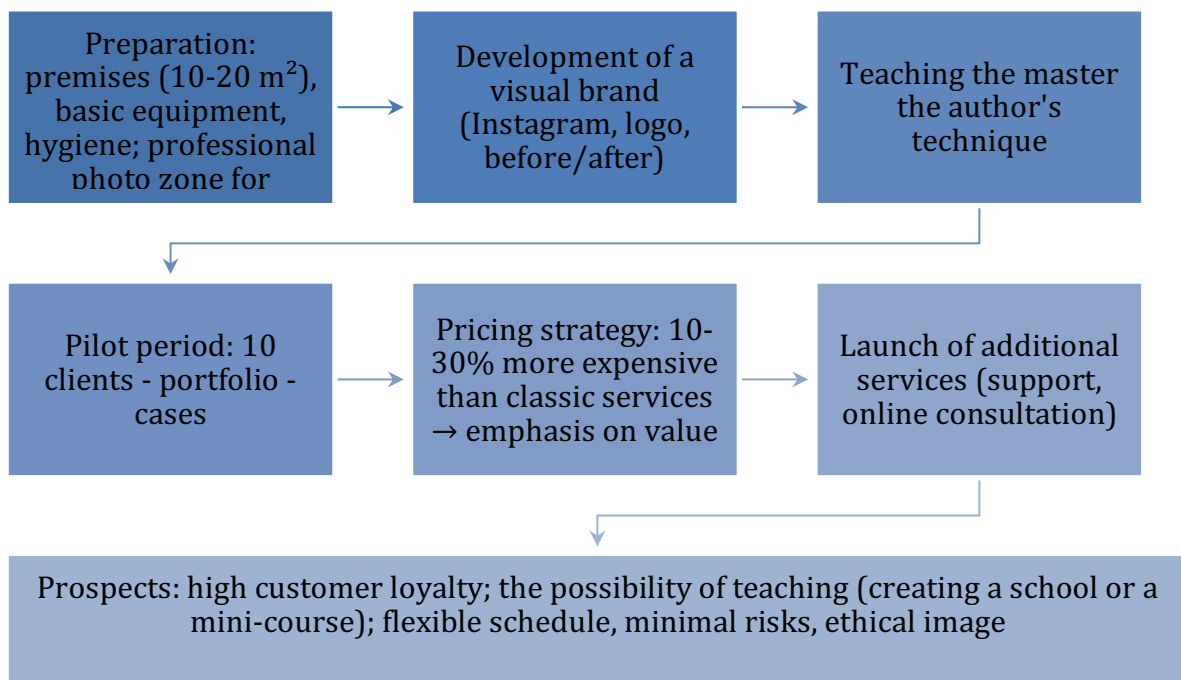 Preparation:
premises (10-20 m²),
basic equipment,
hygiene; professional
photo zone for
Development of a
visual brand
(Instagram, logo,
before/after)
Teaching the master
the author's
technique
Pilot period: 10
clients - portfolio -
cases
Pricing strategy: 10-
30% more expensive
than classic services
→ emphasis on value
Launch of additional
services (support,
online consultation)
Prospects: high customer loyalty; the possibility of teaching (creating a school or a
mini-course); flexible schedule, minimal risks, ethical image